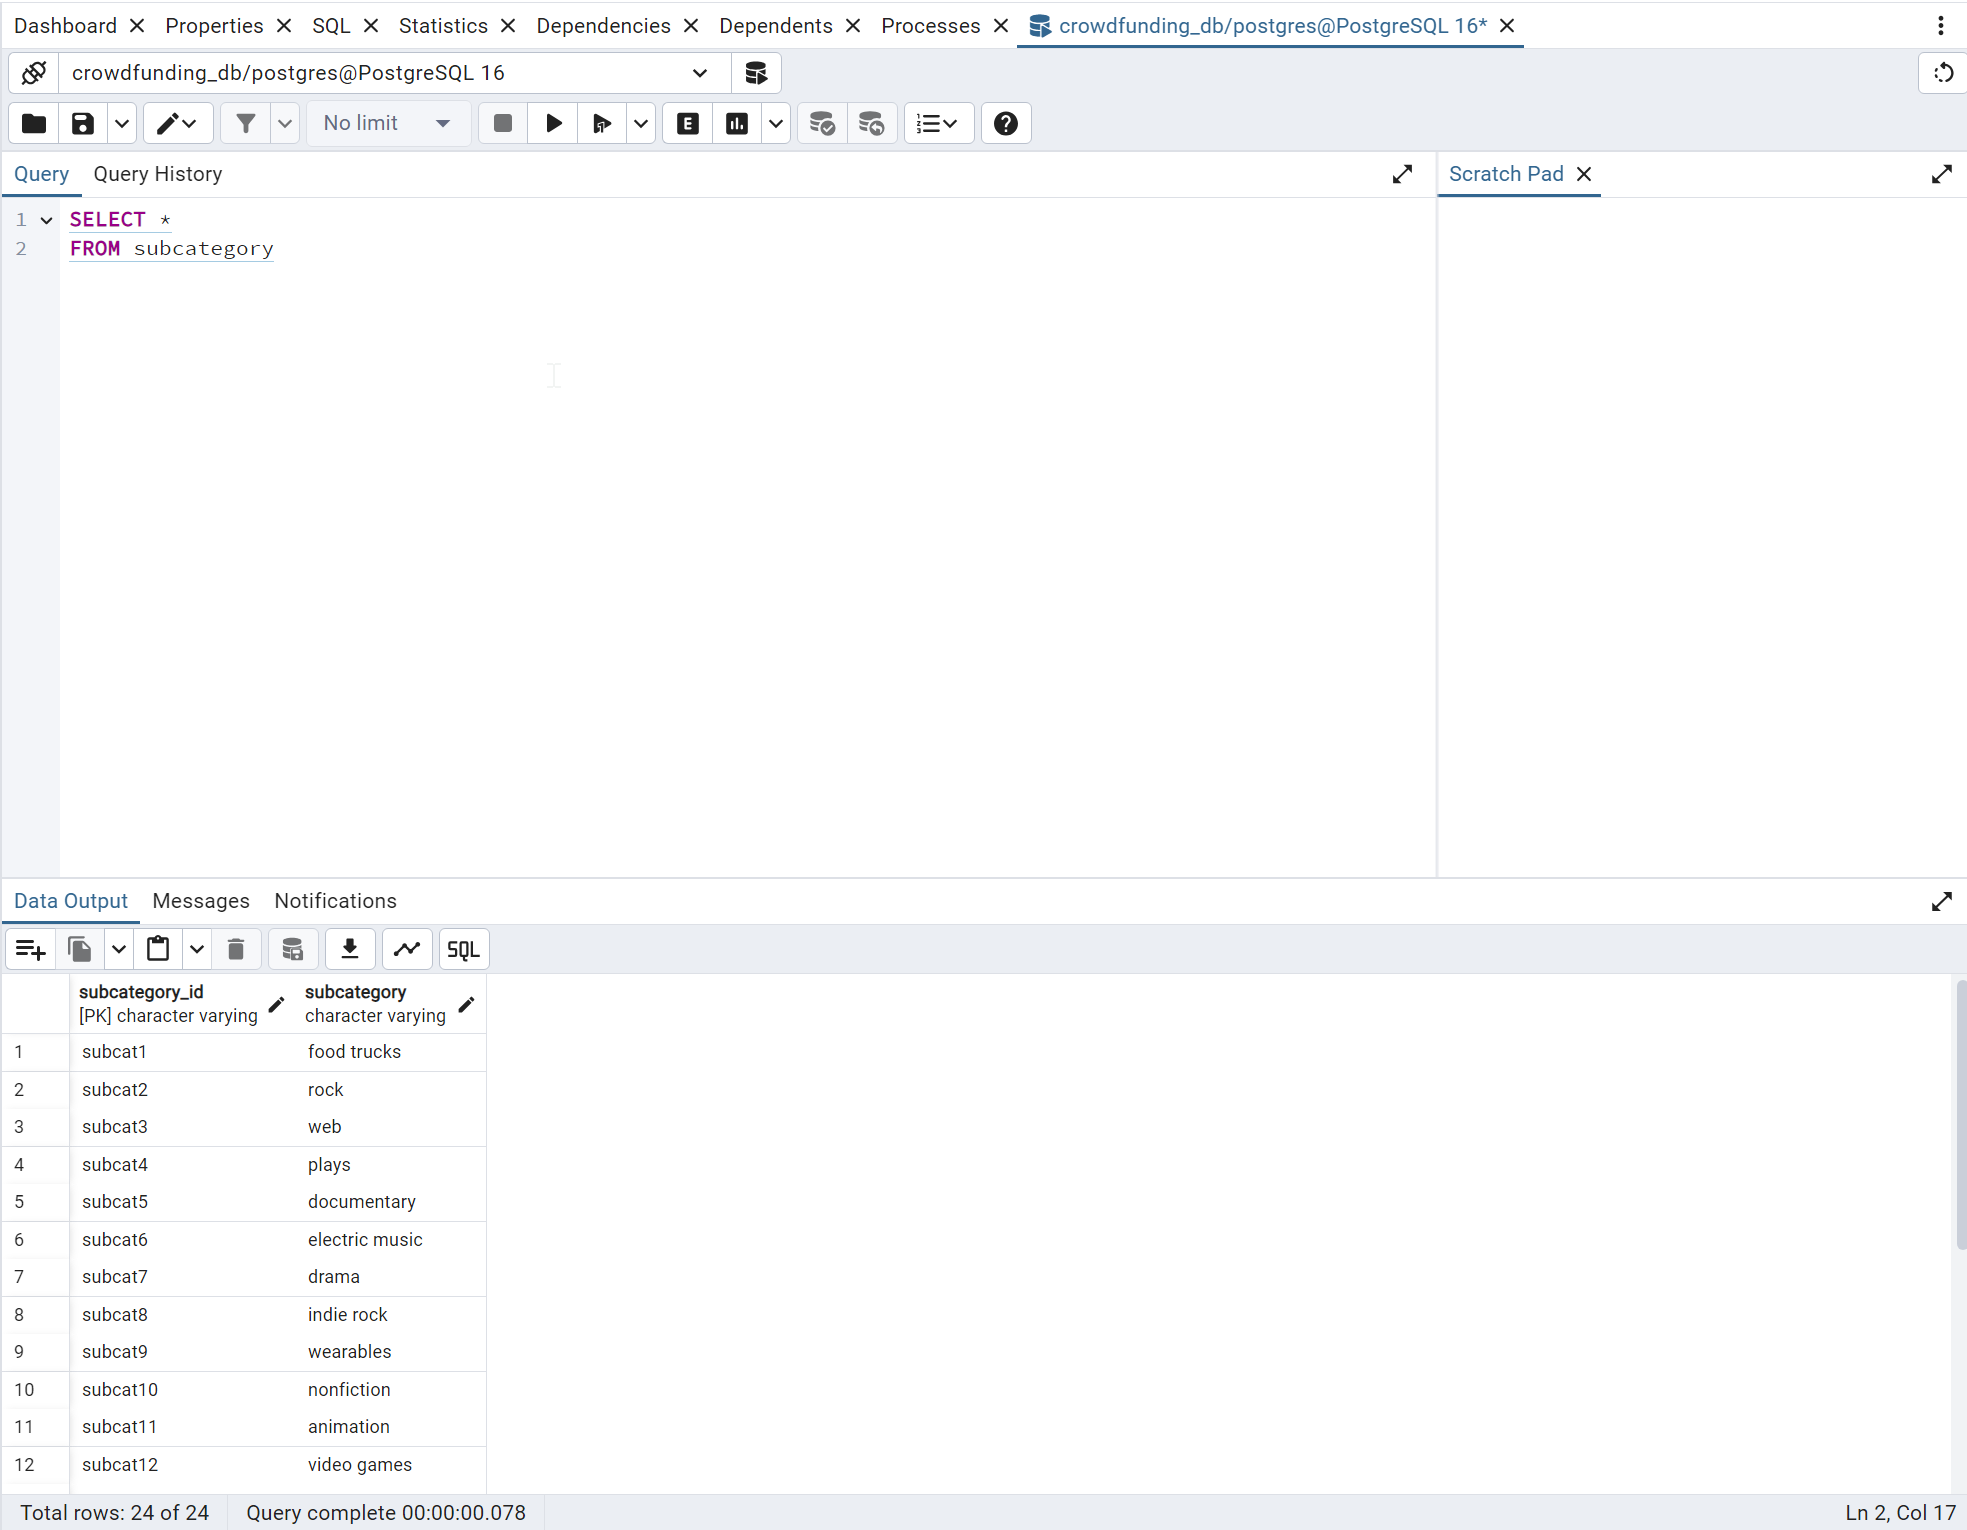 Dashboard Properties SQL Statistics Dependencies Dependents Processes crowdfunding_db/postgres@PostgreSQL 16*
crowdfunding_db/postgres@PostgreSQL 16
No limit E
Query Query History Scratch Pad
1 SELECT *
2 FROM subcategory
Data Output Messages Notifications
SQL
subcategory_id subcategory
[PK] character varying character varying
1 subcat1 food trucks
2 subcat2 rock
3 subcat3 web
4 subcat4 plays
5 subcat5 documentary
6 subcat6 electric music
7 subcat7 drama
8 subcat8 indie rock
9 subcat9 wearables
10 subcat10 nonfiction
11 subcat11 animation
12 subcat12 video games
Total rows: 24 of 24 Query complete 00:00:00.078 Ln 2, Col 17